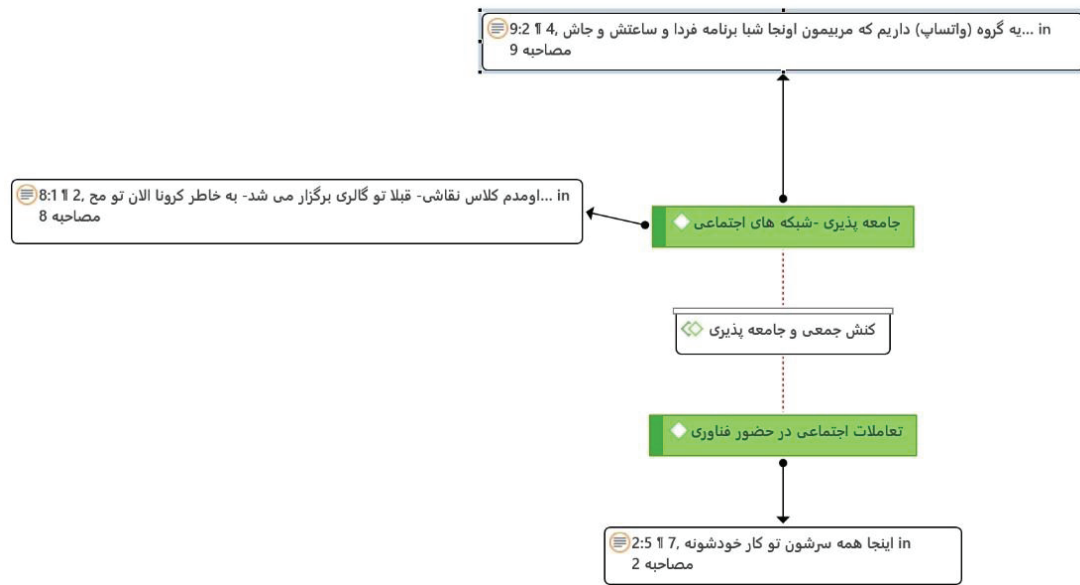 9:2 ¶ 4, یه گروه (واتساپ) داریم که مربیمون اونجا شبا برنامه فردا و ساعتش و جاش... in
مصاحبه 9
8:1 ¶ 2, اومدم کلاس نقاشی- قبلا تو گالری برگزار می شد- به خاطر کرونا الان تو مح... in
مصاحبه 8
جامعه پذیری -شبکه های اجتماعی
کنش جمعی و جامعه پذیری
تعاملات اجتماعی در حضور فناوری
2:5 ¶ 7, اینجا همه سرشون تو کار خودشونه in
مصاحبه 2